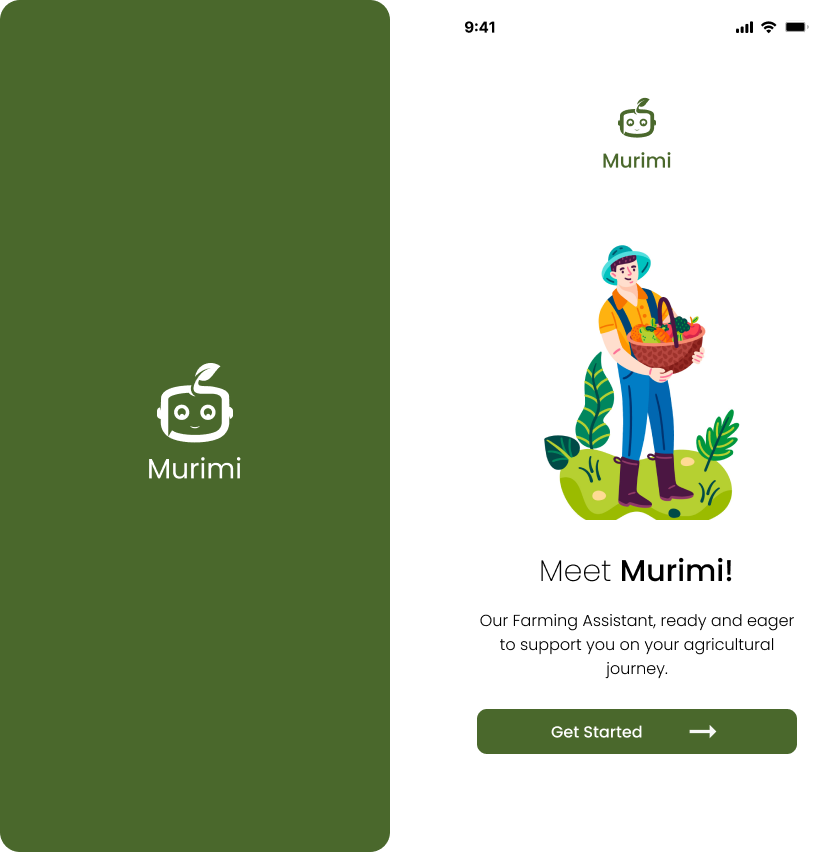 Murimi
9:41
Murimi
Meet Murimi!
Our Farming Assistant, ready and eager
to support you on your agricultural
journey.
Get Started